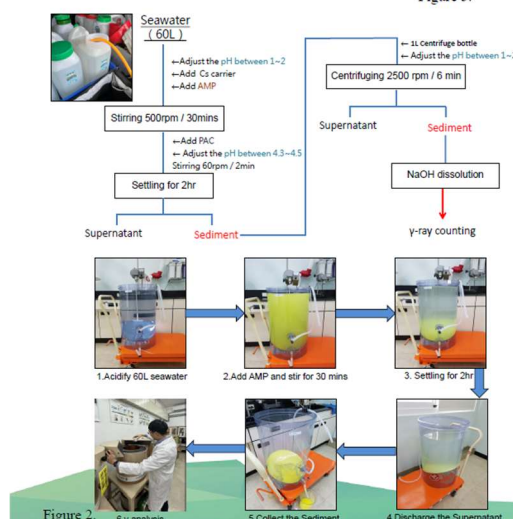 Seawater
( 60L )
←Adjust the pH between 1~2
←Add Cs carrier
←Add AMP
Stirring 500rpm / 30mins
←Add PAC
← Adjust the pH between 4.3~4.5
Stirring 60rpm / 2min
Settling for 2hr
Supernatant
Sediment
← 1L Centrifuge bottle
←Adjust the pH between 1~
Centrifuging 2500 rpm / 6 min
Supernatant
Sediment
NaOH dissolution
γ-ray counting
1.Acidify 60L seawater
2.Add AMP and stir for 30 mins
3. Settling for 2hr
6.γ analysis
5.Collect the Sediment
4.Discharge the Supernatant
Figure 2.